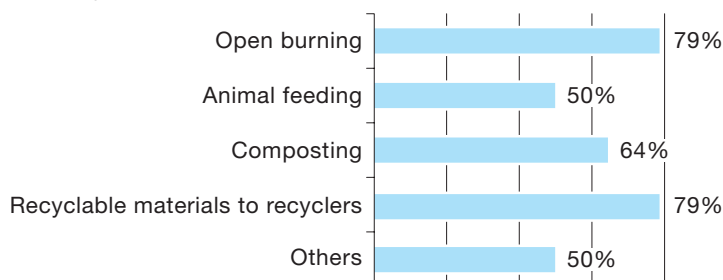 Open burning 79%
Animal feeding 50%
Composting 64%
Recyclable materials to recyclers 79%
Others 50%